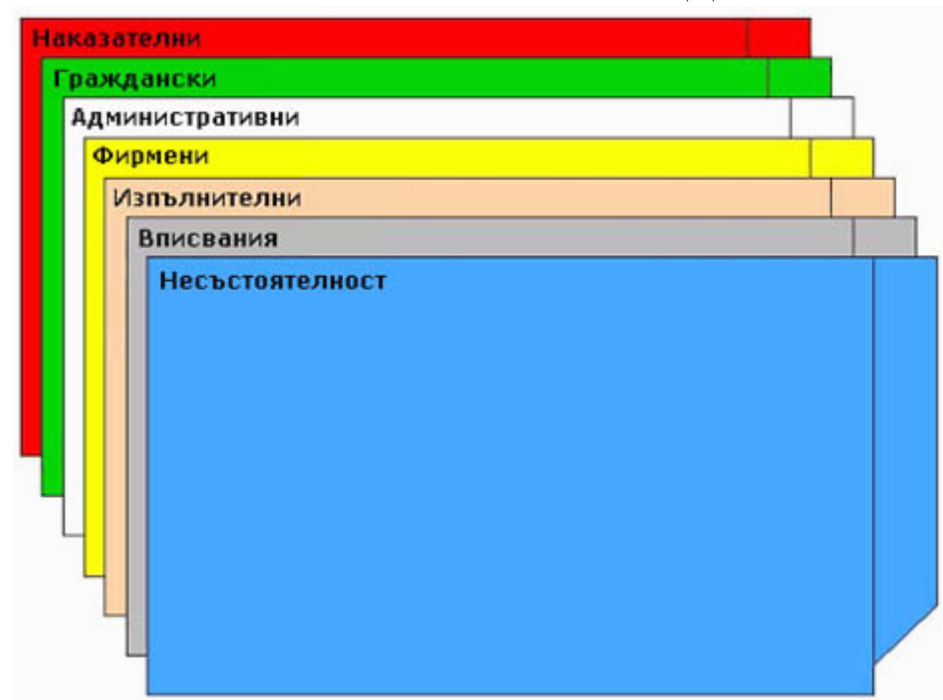 Наказателни
Граждански
Административни
Фирмени
Изпълнителни
Вписвания
Несъстоятелност